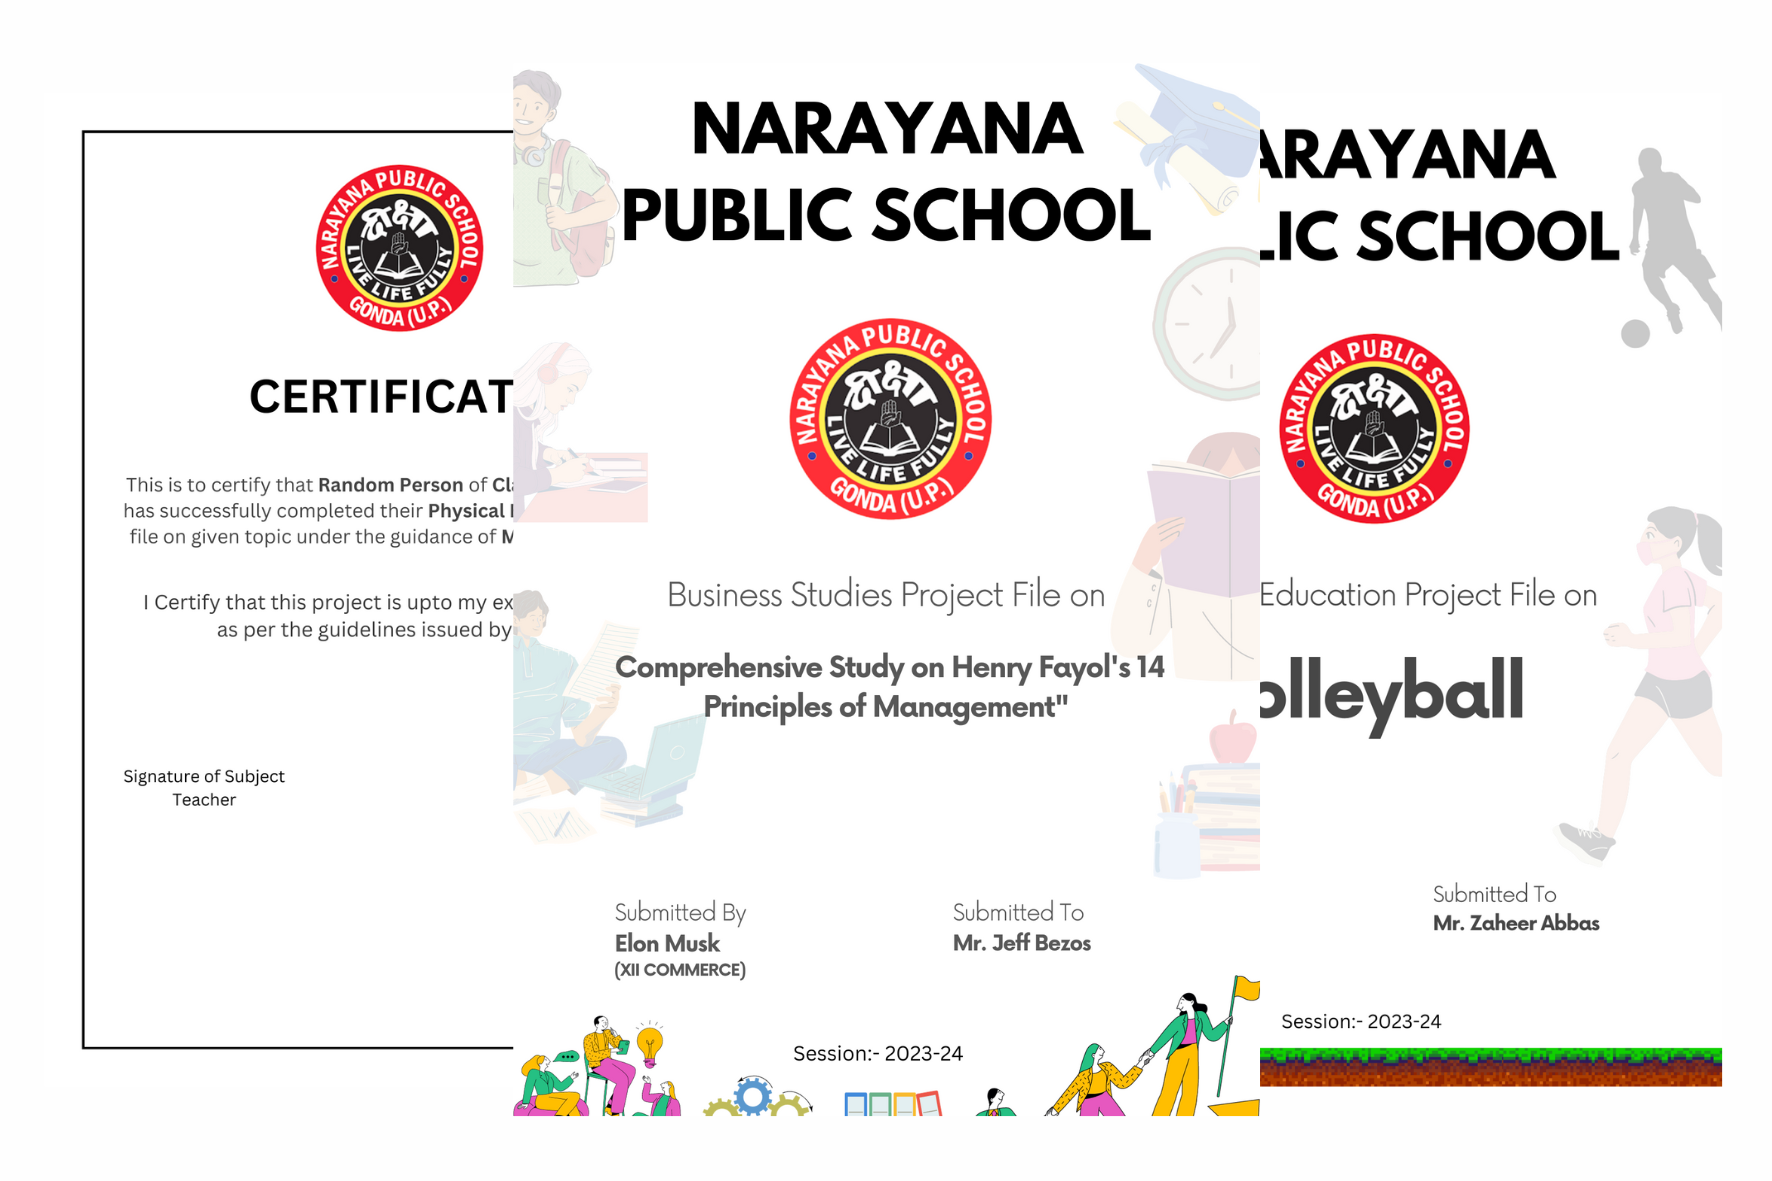 NARAYANA PUBLIC SCHOOL
दीक्षा
LIVE LIFE FULLY
GONDA (U.P.)
CERTIFICAT
This is to certify that Random Person of Cl
has successfully completed their Physical
file on given topic under the guidance of M
I Certify that this project is upto my ex
as per the guidelines issued by
Signature of Subject
Teacher
NARAYANA
PUBLIC SCHOOL
NARAYANA PUBLIC SCHOOL
दीक्षा
LIVE LIFE FULLY
GONDA (U.P.)
Business Studies Project File on
Comprehensive Study on Henry Fayol's 14
Principles of Management"
Submitted By
Elon Musk
(XII COMMERCE)
Submitted To
Mr. Jeff Bezos
Session:- 2023-24
ARAYANA
LIC SCHOOL
NARAYANA PUBLIC SCHOOL
दीक्षा
LIVE LIFE FULLY
GONDA (U.P.)
Education Project File on
olleyball
Submitted To
Mr. Zaheer Abbas
Session:- 2023-24